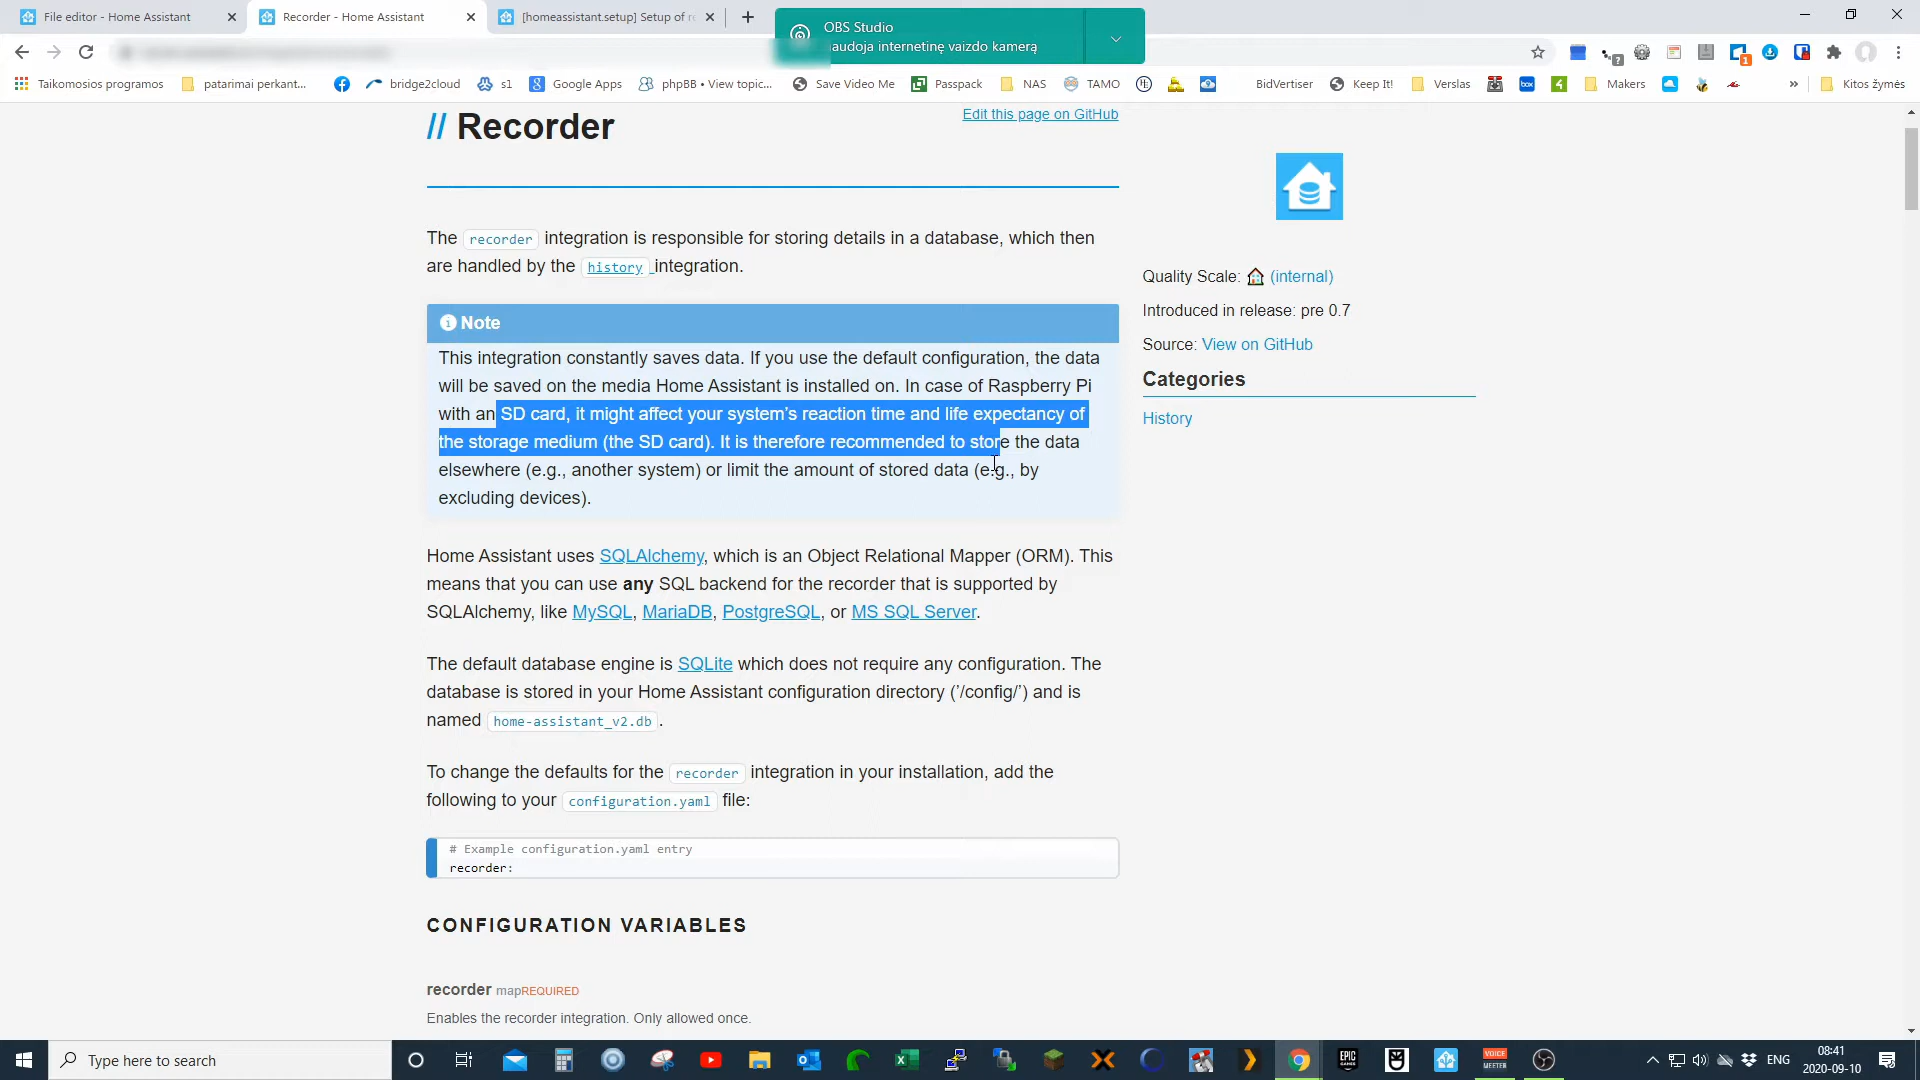 File editor - Home Assistant
Recorder - Home Assistant
[homeassistant.setup] Setup of r
OBS Studio
audoja internetinę vaizdo kamerą
Taikomosios programos
patarimai perkant...
bridge2cloud
s1
Google Apps
phpBB • View topic...
Save Video Me
Passpack
NAS
TAMO
BidVertiser
Keep It!
Verslas
box
4
Makers
»
Kitos žymės
// Recorder
Edit this page on GitHub
The recorder integration is responsible for storing details in a database, which then
are handled by the history integration.
Note
This integration constantly saves data. If you use the default configuration, the data
will be saved on the media Home Assistant is installed on. In case of Raspberry Pi
with an SD card, it might affect your system's reaction time and life expectancy of
the storage medium (the SD card). It is therefore recommended to store the data
elsewhere (e.g., another system) or limit the amount of stored data (e.g., by
excluding devices).
Home Assistant uses SQLAlchemy, which is an Object Relational Mapper (ORM). This
means that you can use any SQL backend for the recorder that is supported by
SQLAlchemy, like MySQL, MariaDB, PostgreSQL, or MS SQL Server.
The default database engine is SQLite which does not require any configuration. The
database is stored in your Home Assistant configuration directory ('/config/') and is
named home-assistant_v2.db.
To change the defaults for the recorder integration in your installation, add the
following to your configuration.yaml file:
# Example configuration.yaml entry
recorder:
CONFIGURATION VARIABLES
recorder mapREQUIRED
Enables the recorder integration. Only allowed once.
Quality Scale: (internal)
Introduced in release: pre 0.7
Source: View on GitHub
Categories
History
Type here to search
EPIC GAMES
VOICE MEETER
ENG
08:41
2020-09-10